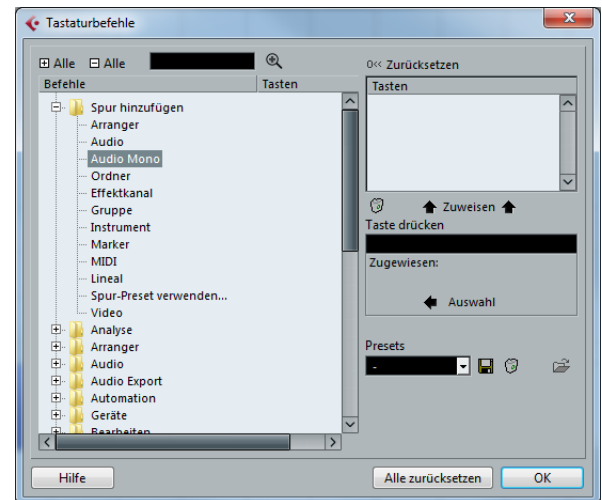 Tastaturbefehle
Alle Alle
0<< Zurücksetzen
Befehle Tasten
Spur hinzufügen
Arranger
Audio
Audio Mono
Ordner
Effektkanal
Gruppe
Instrument
Marker
MIDI
Lineal
Spur-Preset verwenden...
Video
Analyse
Arranger
Audio
Audio Export
Automation
Geräte
Bearbeiten
Tasten
Zuweisen
Taste drücken
Zugewiesen:
Auswahl
Presets
-
Hilfe
Alle zurücksetzen
OK